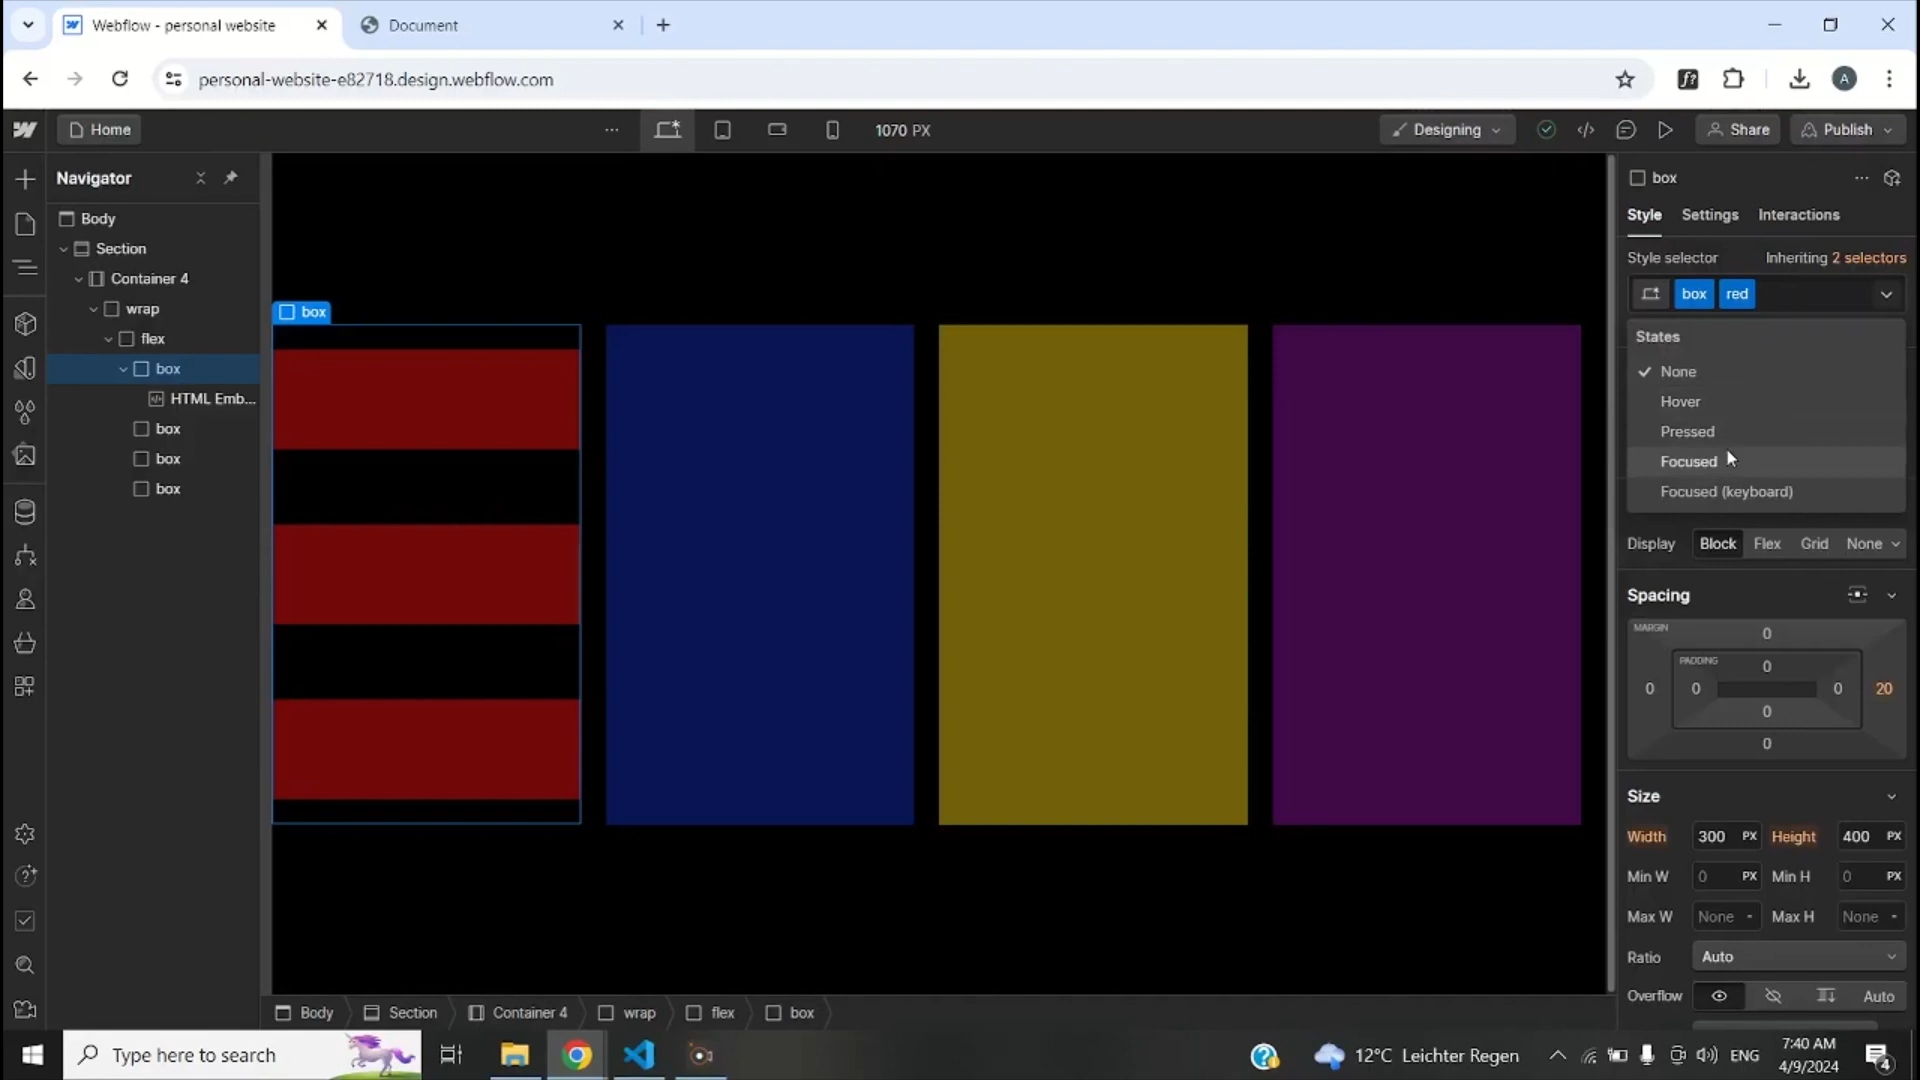 Webflow - personal website
Document
personal-website-e82718.design.webflow.com
f?
A
Home
1070 PX
Designing
Share
Publish
Navigator
Body
Section
Container 4
wrap
flex
box
HTML Emb...
box
box
box
box
box
Style
Settings
Interactions
Style selector
Inheriting 2 selectors
box
red
States
None
Hover
Pressed
Focused
Focused (keyboard)
Display
Block
Flex
Grid
None
Spacing
MARGIN
0
PADDING
0
0
0
0
20
0
0
Size
Width
300 PX
Height
400 PX
Min W
0 PX
Min H
0 PX
Max W
None -
Max H
None -
Ratio
Auto
Overflow
Auto
Body
Section
Container 4
wrap
flex
box
Type here to search
12°C Leichter Regen
ENG
7:40 AM
4/9/2024
4